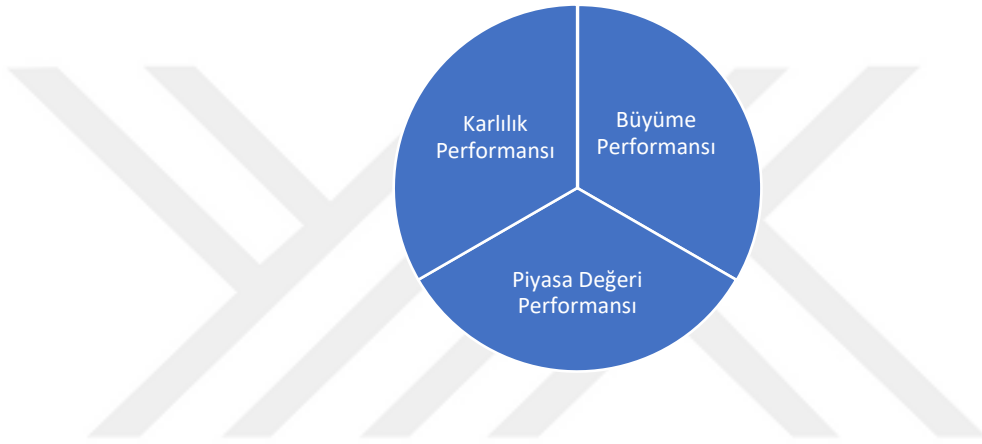 Karlılık
Performansı
Büyüme
Performansı
Piyasa Değeri
Performansı